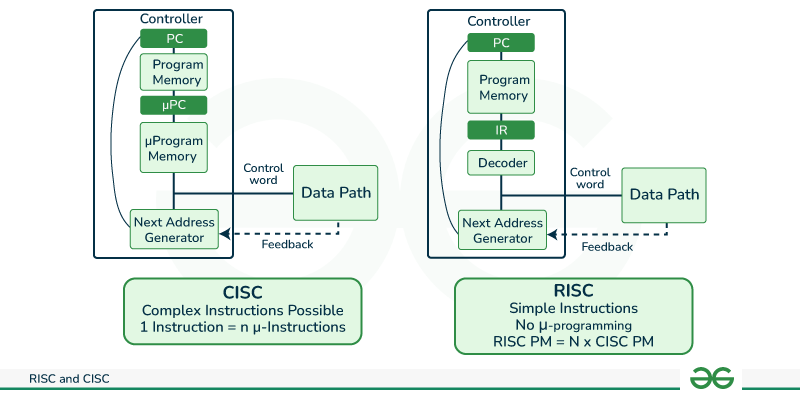 Controller
PC
Program
Memory
µPC
µProgram
Memory
Control
word
Data Path
Next Address
Generator
Feedback
CISC
Complex Instructions Possible
1 Instruction = n µ-Instructions
Controller
PC
Program
Memory
IR
Decoder
Control
word
Data Path
Next Address
Generator
Feedback
RISC
Simple Instructions
No µ-programming
RISC PM = N x CISC PM
RISC and CISC